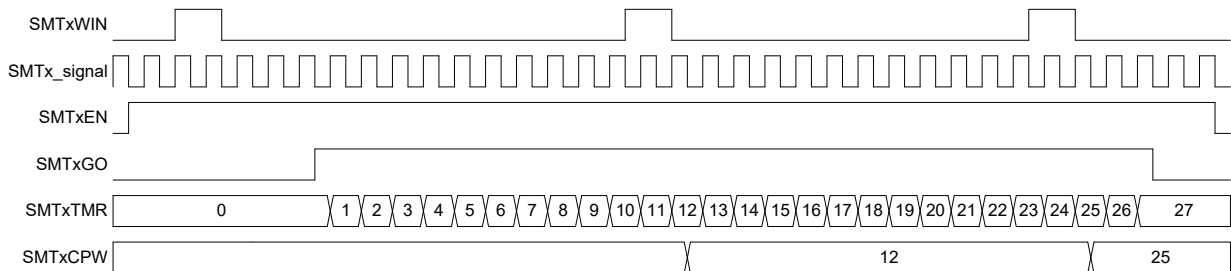 SMTxWIN
SMTx_signal
SMTxEN
SMTxGO
SMTxTMR 0 1 2 3 4 5 6 7 8 9 10 11 12 13 14 15 16 17 18 19 20 21 22 23 24 25 26 27
SMTxCPW 12 25